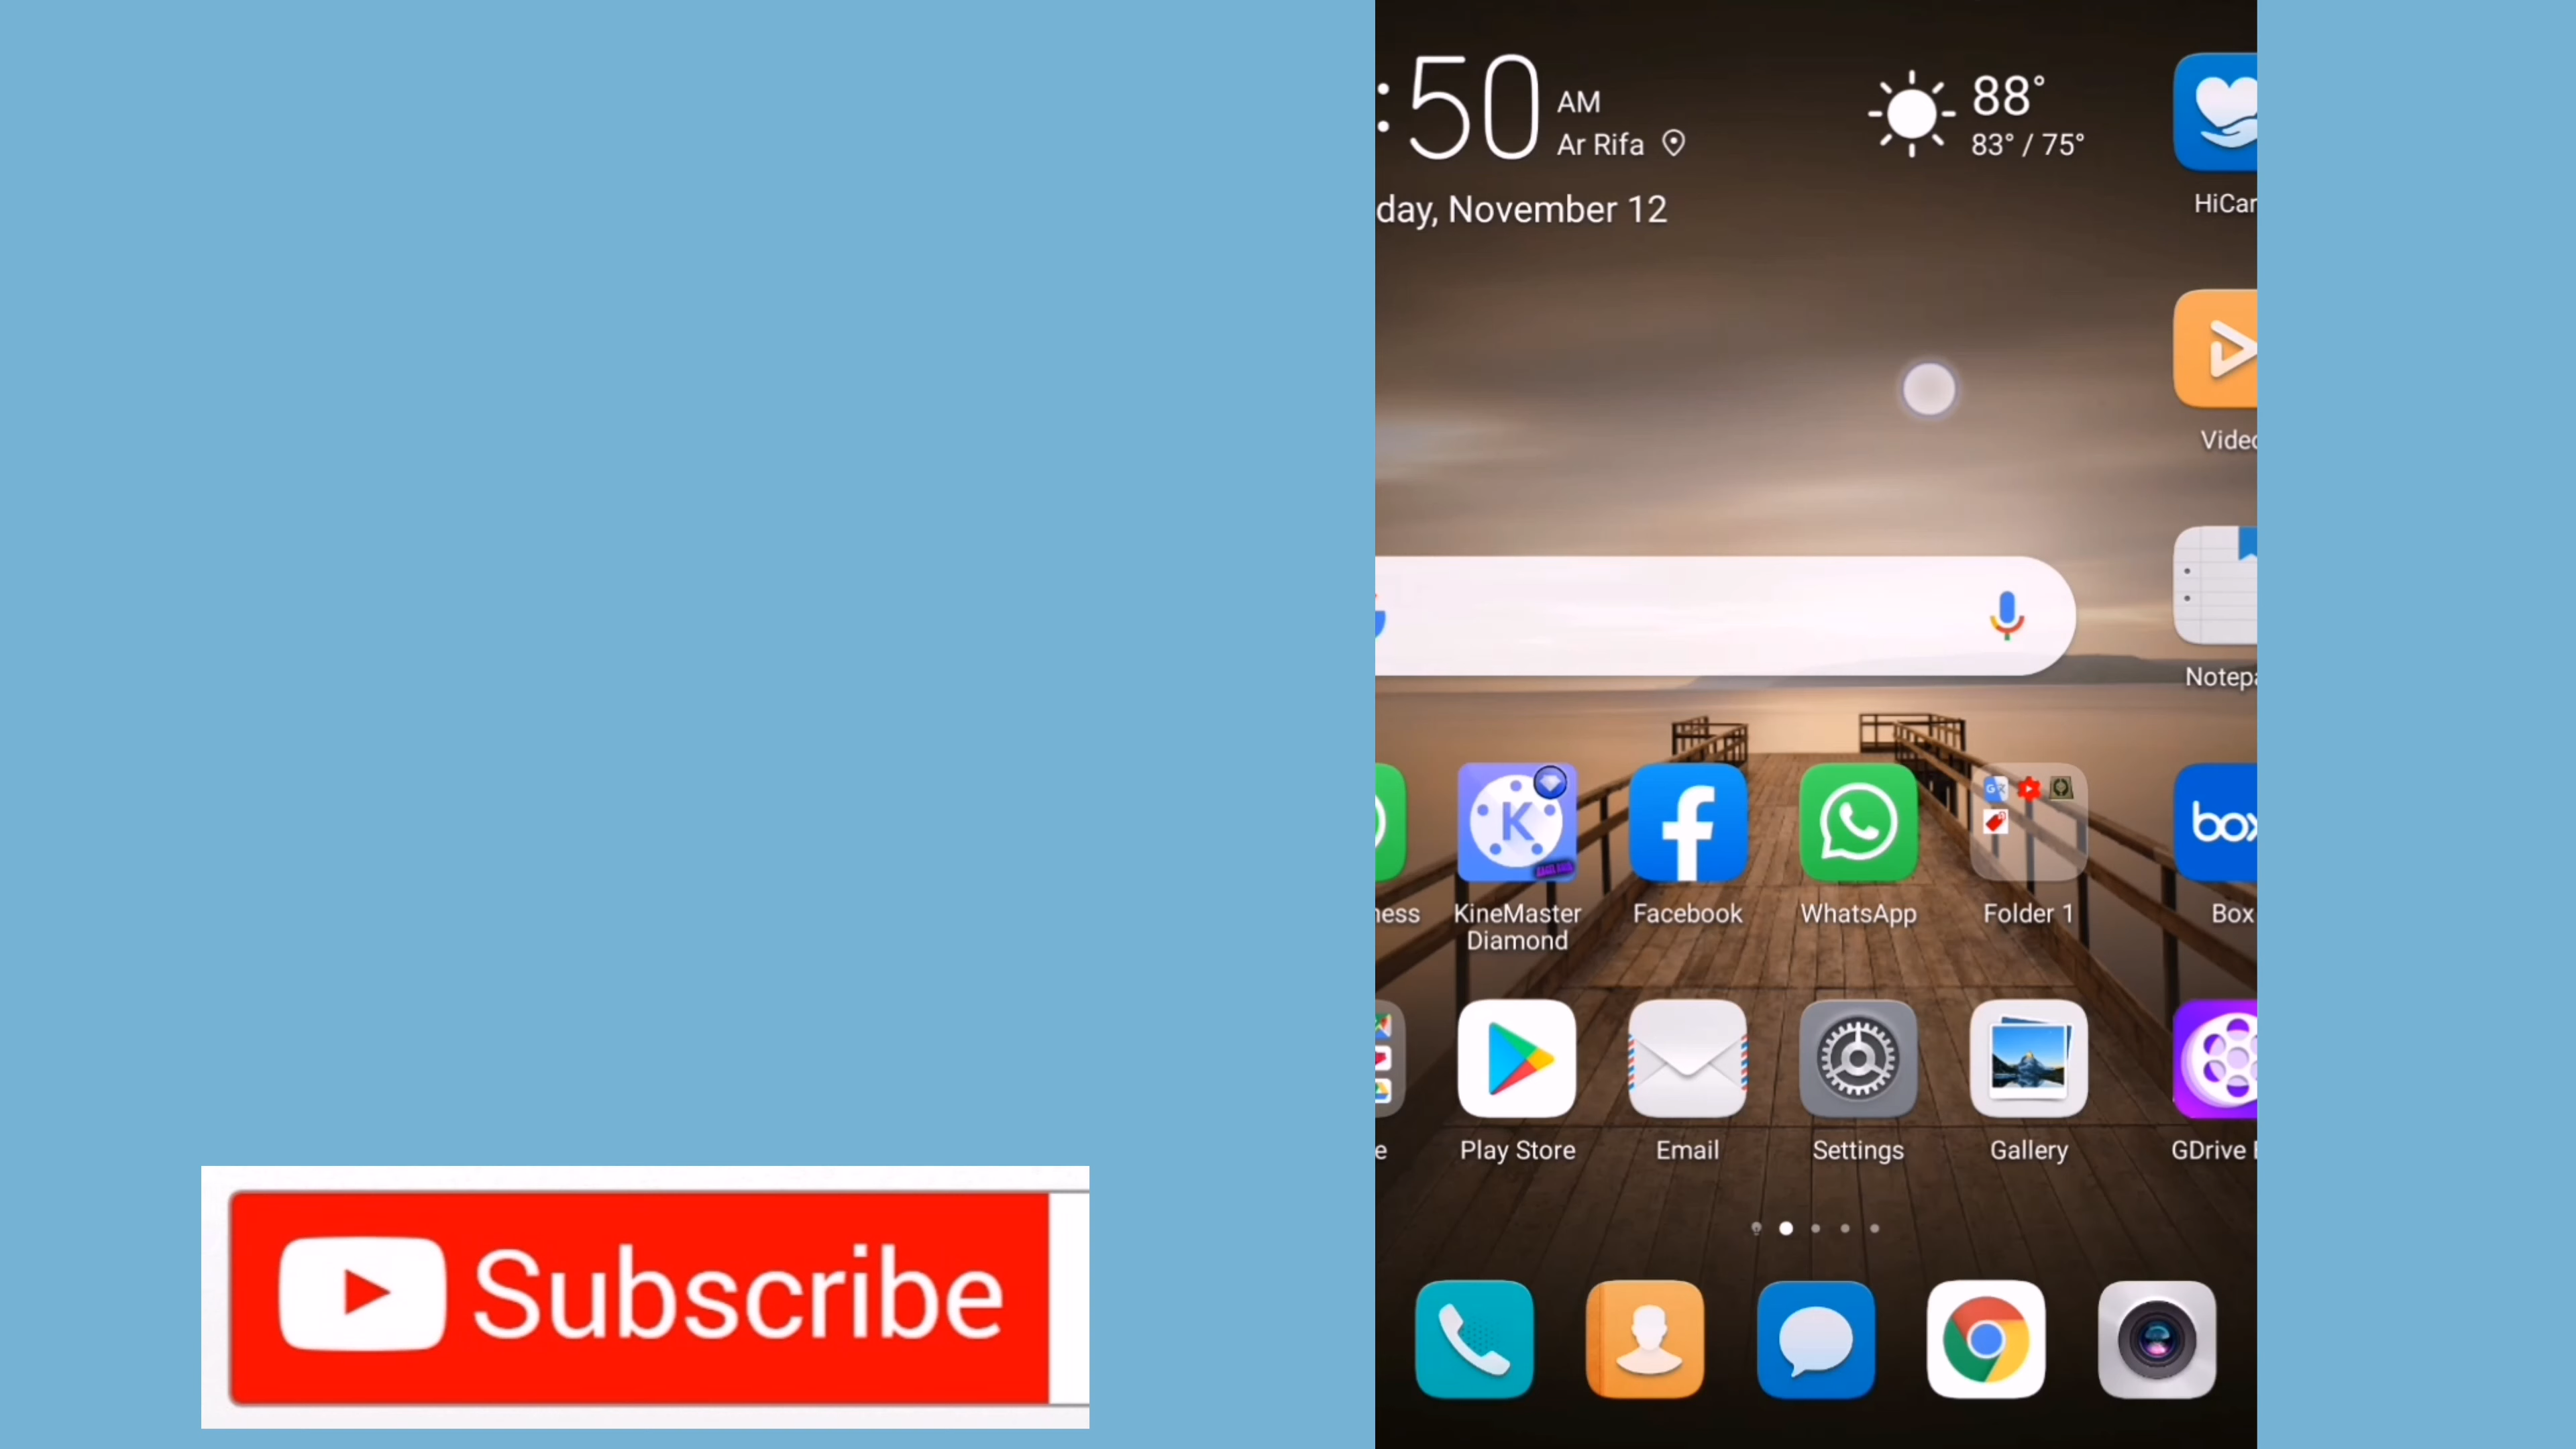 :50 AM
Ar Rifa
88°
83° / 75°
day, November 12
HiCar
Video
Notepa
ness
KineMaster
Diamond
Facebook
WhatsApp
Folder 1
box
Box
e
Play Store
Email
Settings
Gallery
GDrive
Subscribe